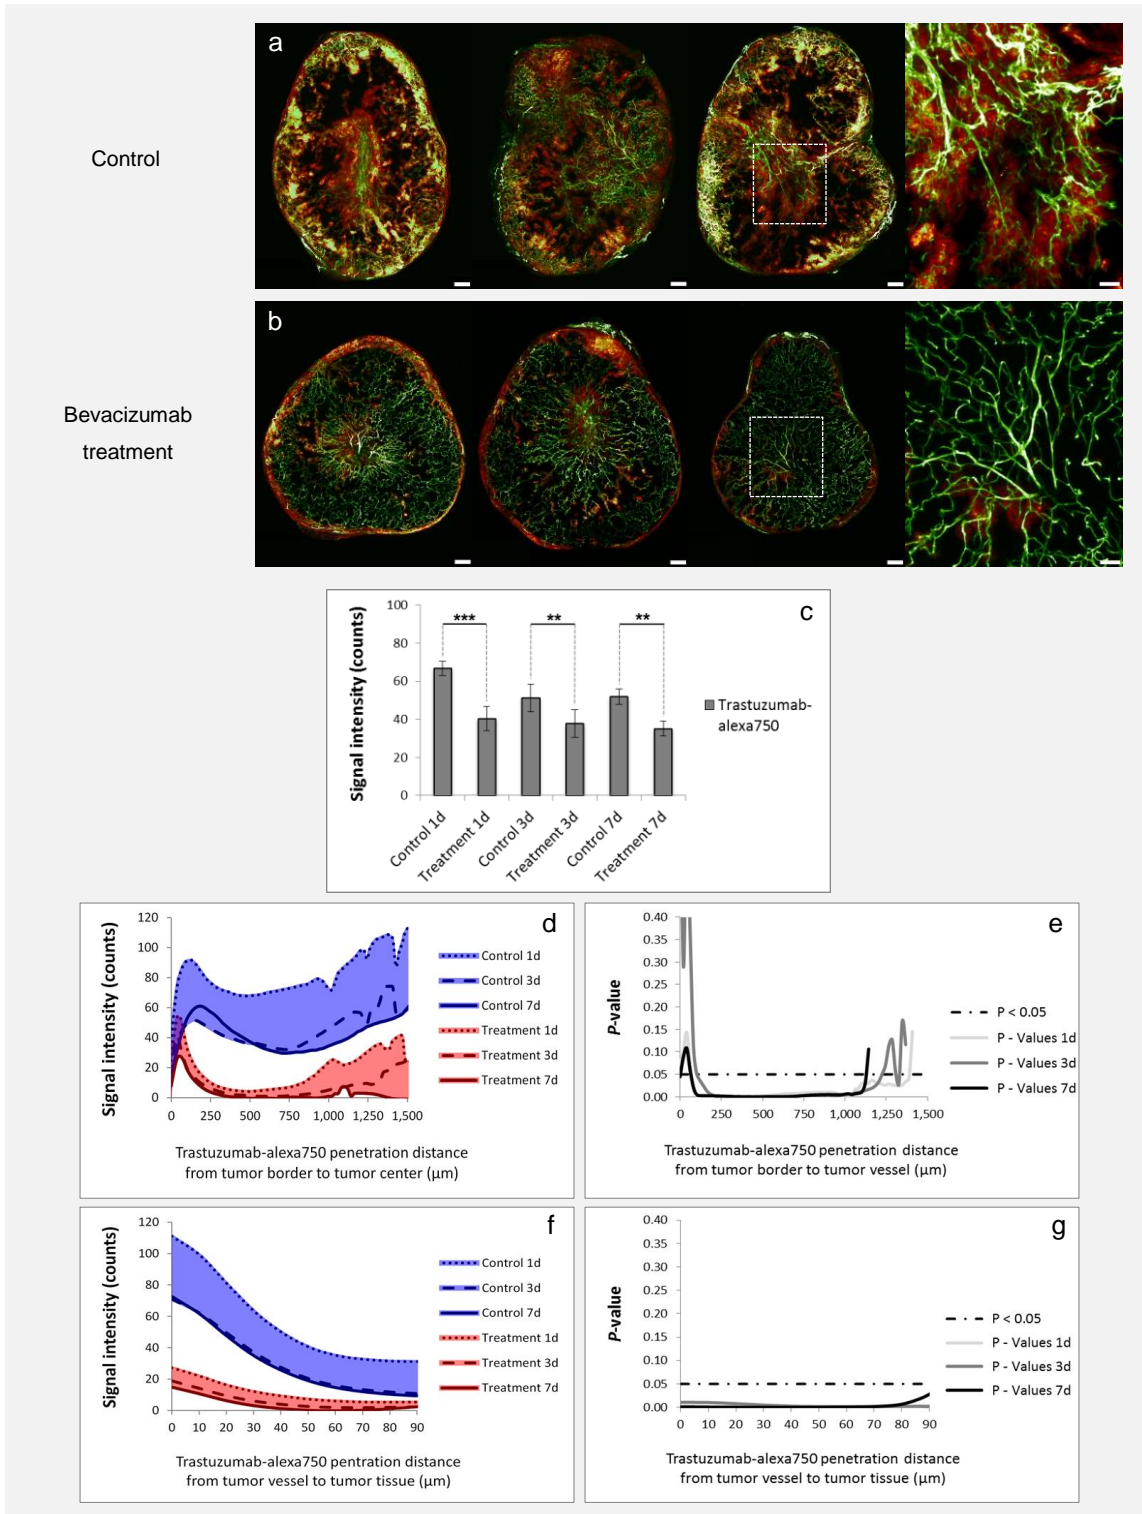 a
Control
b
Bevacizumab
treatment
c
Signal intensity (counts)
100
80
60
40
20
0
***
**
**
Control 1d
Treatment 1d
Control 3d
Treatment 3d
Control 7d
Treatment 7d
Trastuzumab-
alexa750
d
Signal intensity (counts)
120
100
80
60
40
20
0
0 250 500 750 1,000 1,250 1,500
Control 1d
Control 3d
Control 7d
Treatment 1d
Treatment 3d
Treatment 7d
Trastuzumab-alexa750 penetration distance
from tumor border to tumor center (µm)
e
P-value
0.40
0.35
0.30
0.25
0.20
0.15
0.10
0.05
0.00
0 250 500 750 1,000 1,250 1,500
P < 0.05
P - Values 1d
P - Values 3d
P - Values 7d
Trastuzumab-alexa750 penetration distance
from tumor border to tumor vessel (µm)
f
Signal intensity (counts)
120
100
80
60
40
20
0
0 10 20 30 40 50 60 70 80 90
Control 1d
Control 3d
Control 7d
Treatment 1d
Treatment 3d
Treatment 7d
Trastuzumab-alexa750 pentration distance
from tumor vessel to tumor tissue (µm)
g
P-value
0.40
0.35
0.30
0.25
0.20
0.15
0.10
0.05
0.00
0 10 20 30 40 50 60 70 80 90
P < 0.05
P - Values 1d
P - Values 3d
P - Values 7d
Trastuzumab-alexa750 penetration distance
from tumor vessel to tumor tissue (µm)